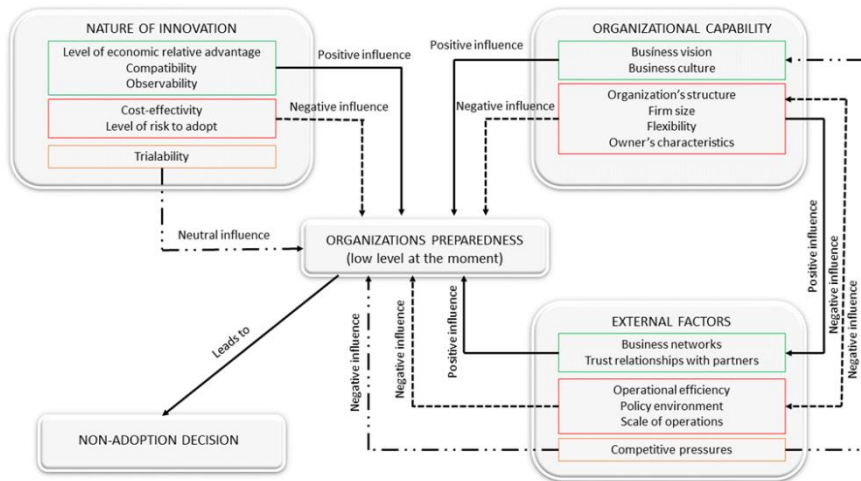 NATURE OF INNOVATION
Level of economic relative advantage
Compatibility
Observability
Cost-effectivity
Level of risk to adopt
Trialability
Positive influence
Negative influence
Neutral influence
ORGANIZATIONAL CAPABILITY
Business vision
Business culture
Organization's structure
Firm size
Flexibility
Owner's characteristics
Positive influence
Negative influence
ORGANIZATIONS PREPAREDNESS
(low level at the moment)
Leads to
NON-ADOPTION DECISION
Negative influence
Negative influence
Positive influence
EXTERNAL FACTORS
Business networks
Trust relationships with partners
Operational efficiency
Policy environment
Scale of operations
Competitive pressures
Positive influence
Negative influence
Negative influence